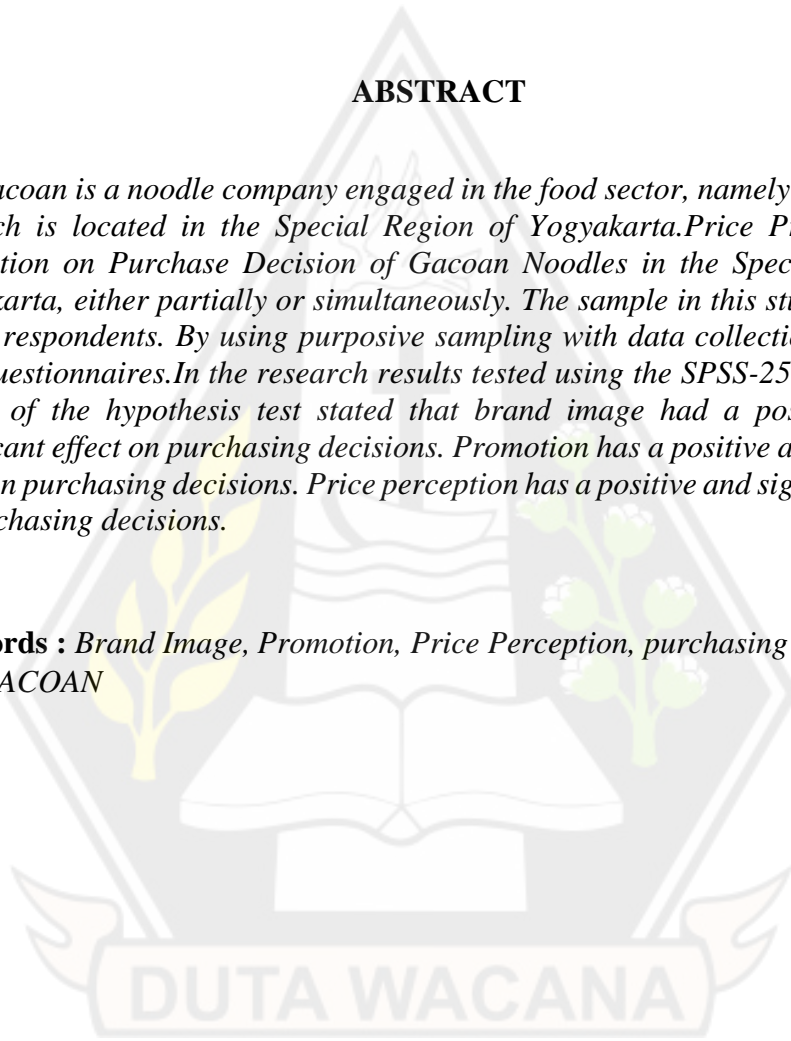 ABSTRACT
acoan is a noodle company engaged in the food sector, namely
ch is located in the Special Region of Yogyakarta.Price P
tion on Purchase Decision of Gacoan Noodles in the Spec
karta, either partially or simultaneously. The sample in this st
respondents. By using purposive sampling with data collectio
uestionnaires.In the research results tested using the SPSS-25
of the hypothesis test stated that brand image had a pos
cant effect on purchasing decisions. Promotion has a positive a
n purchasing decisions. Price perception has a positive and sig
chasing decisions.
ords : Brand Image, Promotion, Price Perception, purchasing
ACOAN
DUTA WACANA